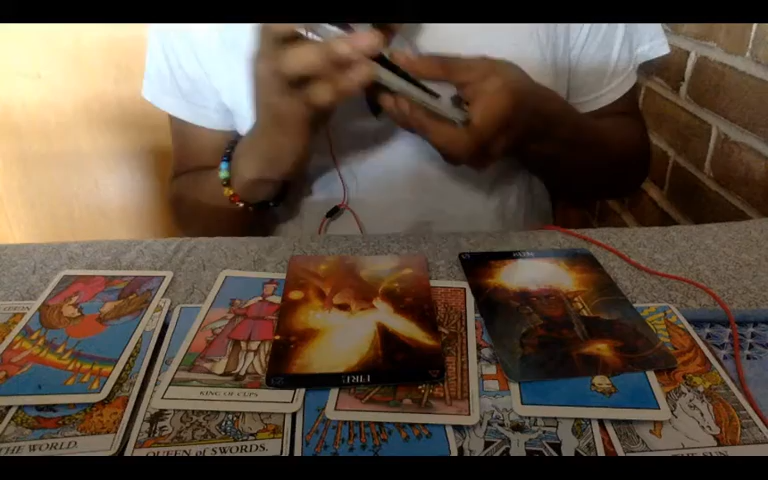 KING OF CUPS
FIRE
THE WORLD.
QUEEN of SWORDS.
THE SUN